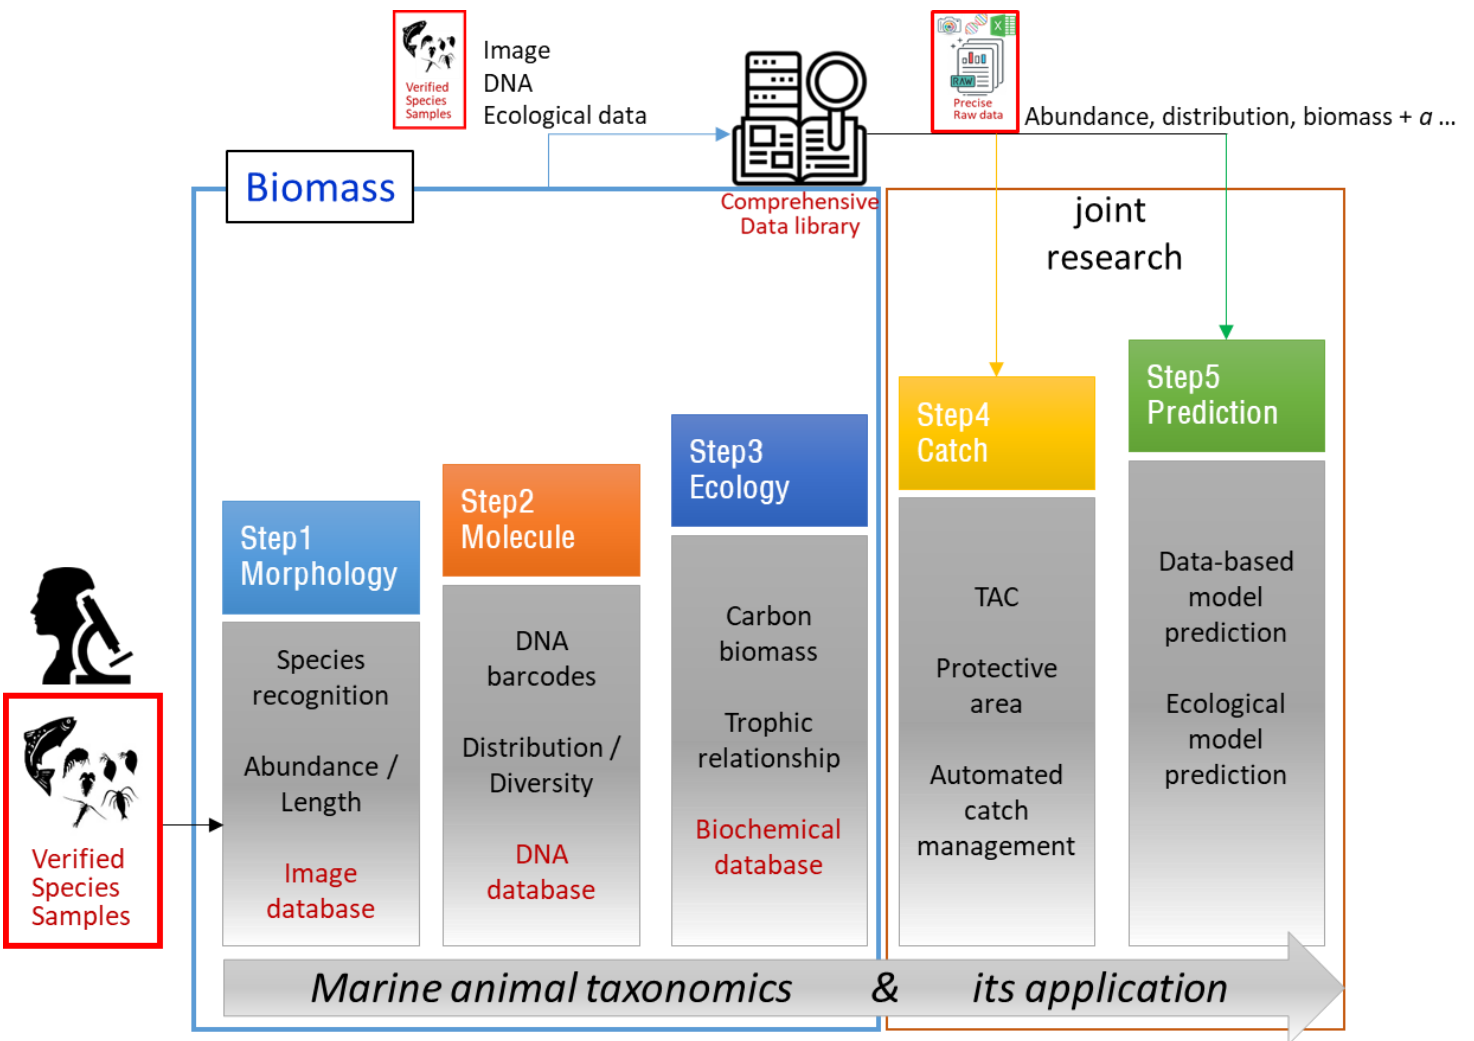 Verified
Species
Samples
Image
DNA
Ecological data
RAW
Precise
Raw data
Abundance, distribution, biomass + a ...
Biomass
Comprehensive
Data library
joint
research
Step1
Morphology
Species
recognition
Abundance /
Length
Image
database
Step2
Molecule
DNA
barcodes
Distribution /
Diversity
DNA
database
Step3
Ecology
Carbon
biomass
Trophic
relationship
Biochemical
database
Step4
Catch
TAC
Protective
area
Automated
catch
management
Step5
Prediction
Data-based
model
prediction
Ecological
model
prediction
Verified
Species
Samples
Marine animal taxonomics & its application